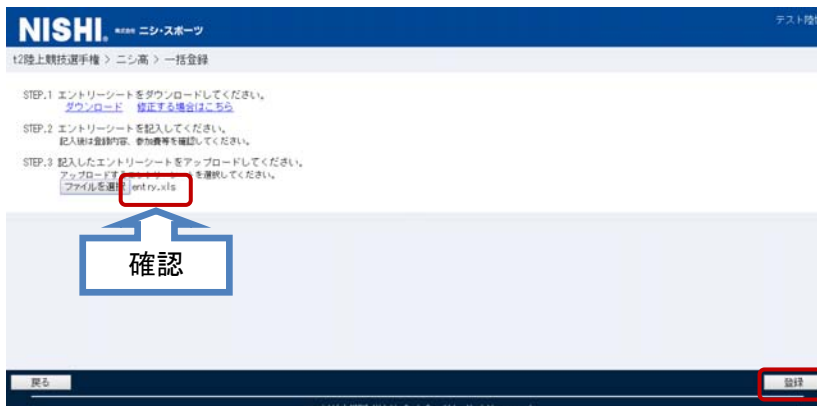 NISHI. 株式会社 ニシ・スポーツ
テスト陸
t2陸上競技選手権 > ニシ高 > 一括登録
STEP.1 エントリーシートをダウンロードしてください。
ダウンロード 修正する場合はこちら
STEP.2 エントリーシートを記入してください。
記入後は登録内容、参加費等を確認してください。
STEP.3 記入したエントリーシートをアップロードしてください。
アップロードするエントリーシートを選択してください。
ファイルを選択 entry.xls
確認
戻る
登録